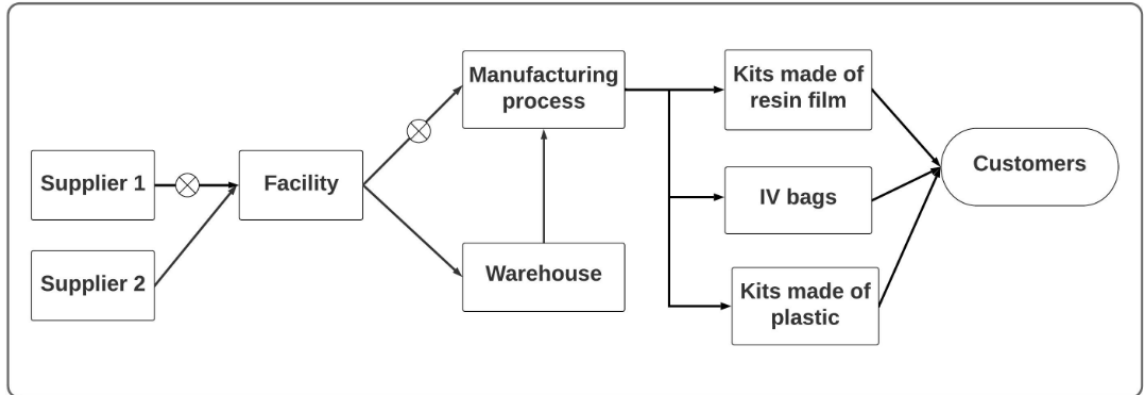 Supplier 1
Supplier 2
Facility
Manufacturing
process
Warehouse
Kits made of
resin film
IV bags
Kits made of
plastic
Customers